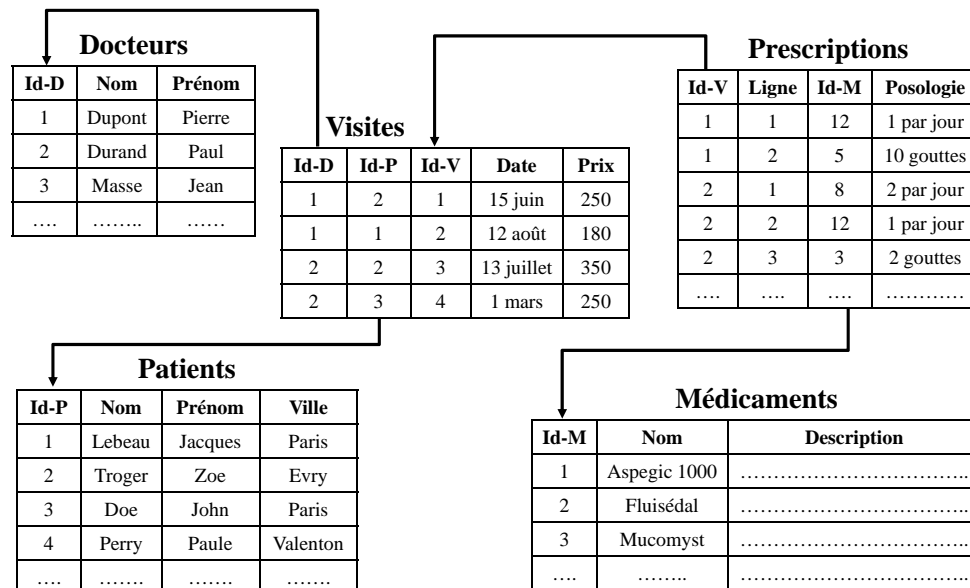 Docteurs
Id-D Nom Prénom
1 Dupont Pierre
2 Durand Paul
3 Masse Jean
.... ........ ......
Visites
Id-D Id-P Id-V Date Prix
1 2 1 15 juin 250
1 1 2 12 août 180
2 2 3 13 juillet 350
2 3 4 1 mars 250
Prescriptions
Id-V Ligne Id-M Posologie
1 1 12 1 par jour
1 2 5 10 gouttes
2 1 8 2 par jour
2 2 12 1 par jour
2 3 3 2 gouttes
.... .... .... ............
Patients
Id-P Nom Prénom Ville
1 Lebeau Jacques Paris
2 Troger Zoe Evry
3 Doe John Paris
4 Perry Paule Valenton
.... ....... ....... .......
Médicaments
Id-M Nom Description
1 Aspegic 1000 ....................................
2 Fluisédal ....................................
3 Mucomyst ....................................
.... ........ ....................................